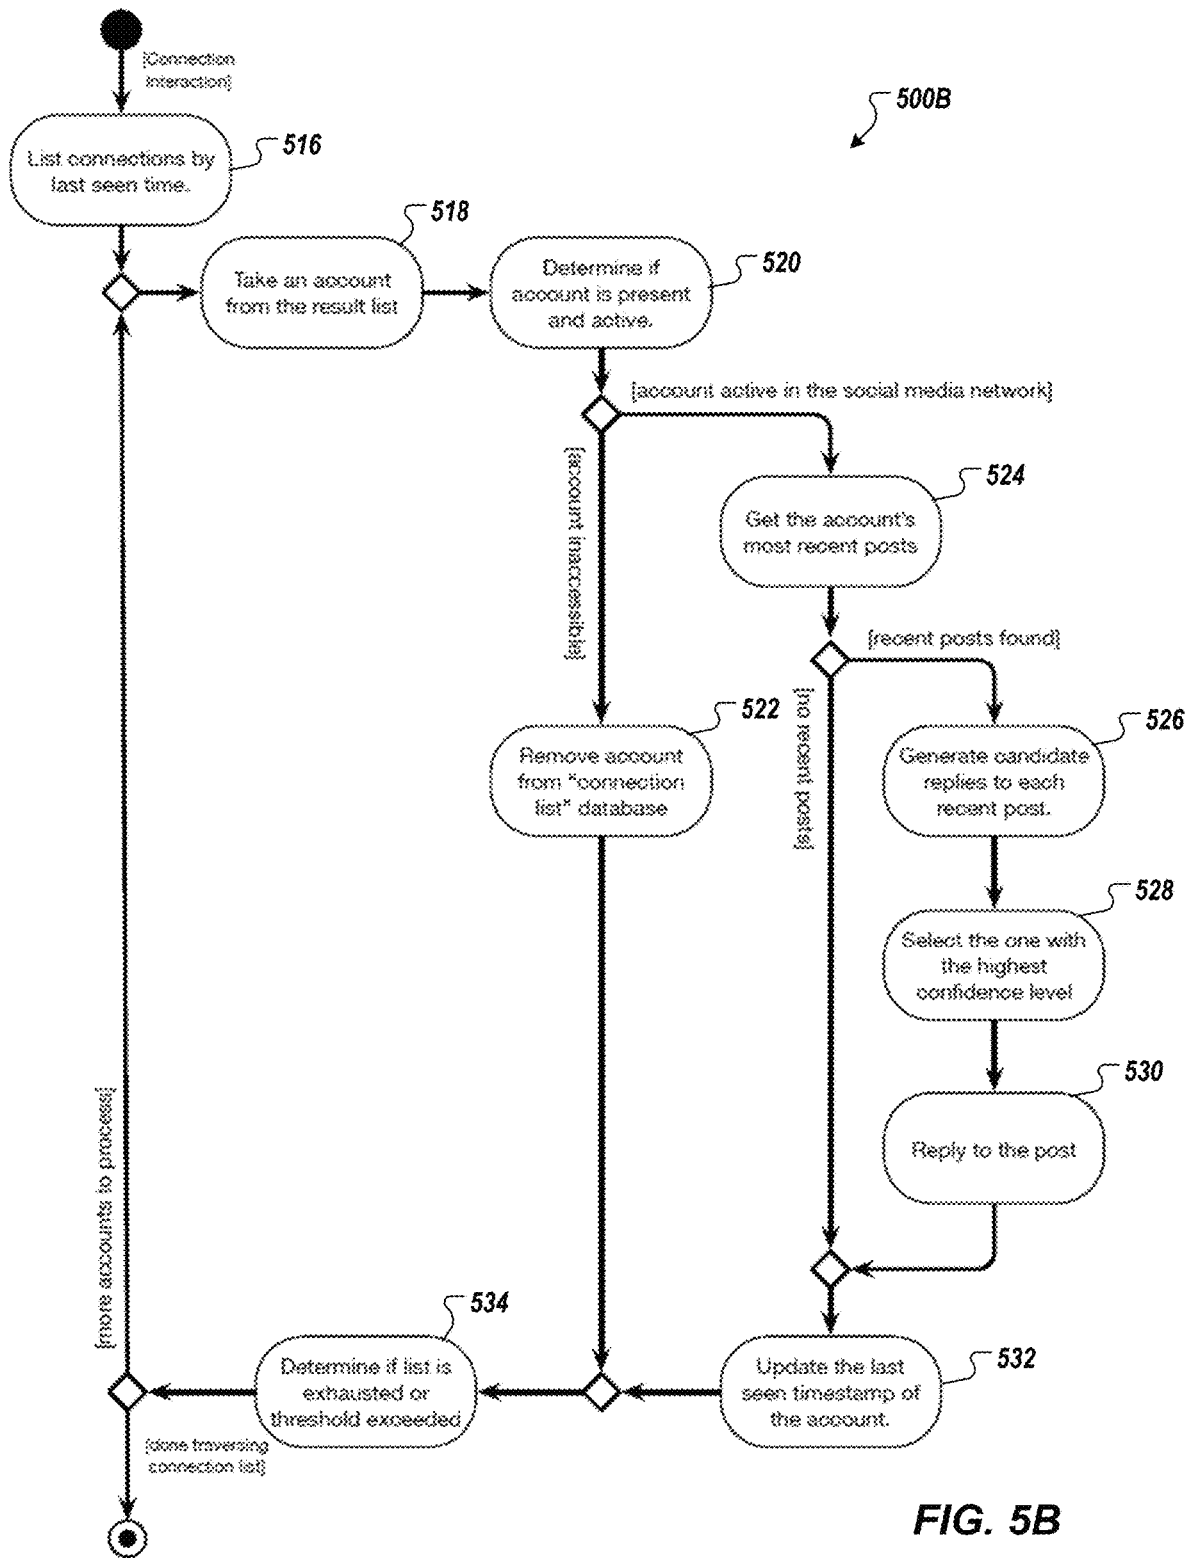 [Connection
interaction]
500B
List connections by
last seen time.
516
518
Take an account
from the result list
Determine if
account is present
and active.
520
[account active in the social media network]
[account inaccessible]
524
Get the account's
most recent posts
[recent posts found]
[no recent posts]
522
Remove account
from "connection
list" database
526
Generate candidate
replies to each
recent post.
528
Select the one with
the highest
confidence level
530
Reply to the post
[more accounts to process]
534
Determine if list is
exhausted or
threshold exceeded
532
Update the last
seen timestamp of
the account.
[done traversing
connection list]
FIG. 5B